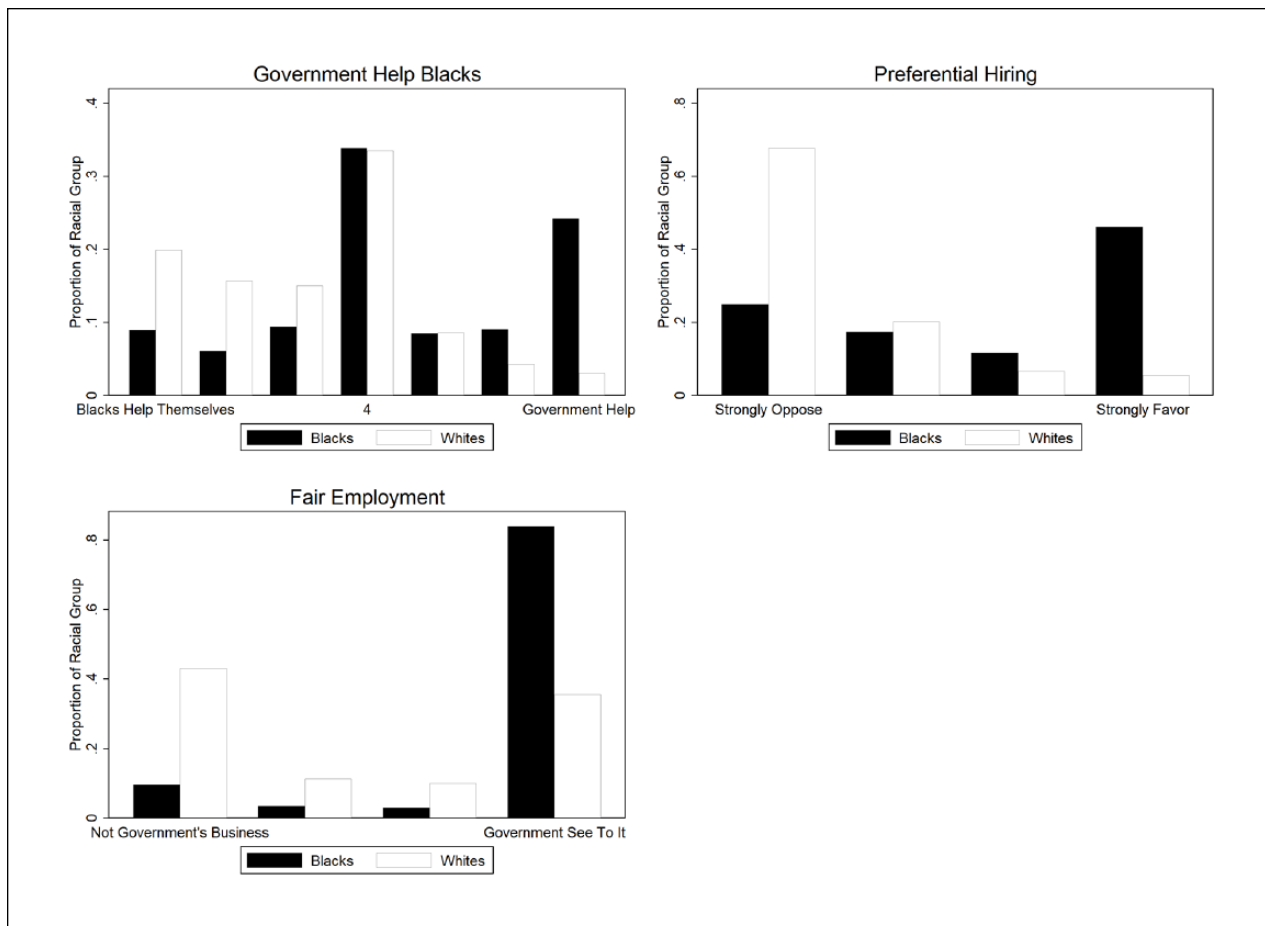 Government Help Blacks
Proportion of Racial Group
0 .1 .2 .3 .4
Blacks Help Themselves 4 Government Help
Blacks Whites
Preferential Hiring
Proportion of Racial Group
0 .2 .4 .6 .8
Strongly Oppose Strongly Favor
Blacks Whites
Fair Employment
Proportion of Racial Group
0 .2 .4 .6 .8
Not Government's Business Government See To It
Blacks Whites